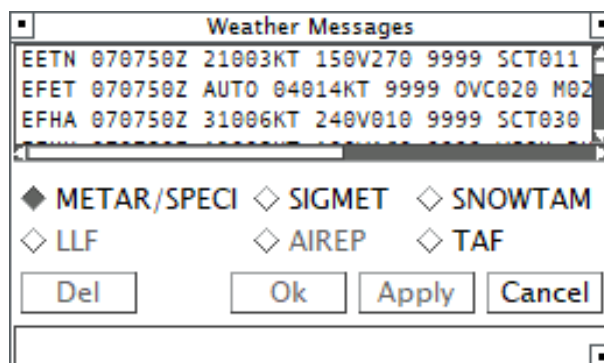 Weather Messages
EETN 070750Z 21003KT 150V270 9999 SCT011
EFET 070750Z AUTO 04014KT 9999 OVC020 M02
EFHA 070750Z 31006KT 240V010 9999 SCT030
METAR/SPECI SIGMET SNOWTAM
LLF AIREP TAF
Del Ok Apply Cancel